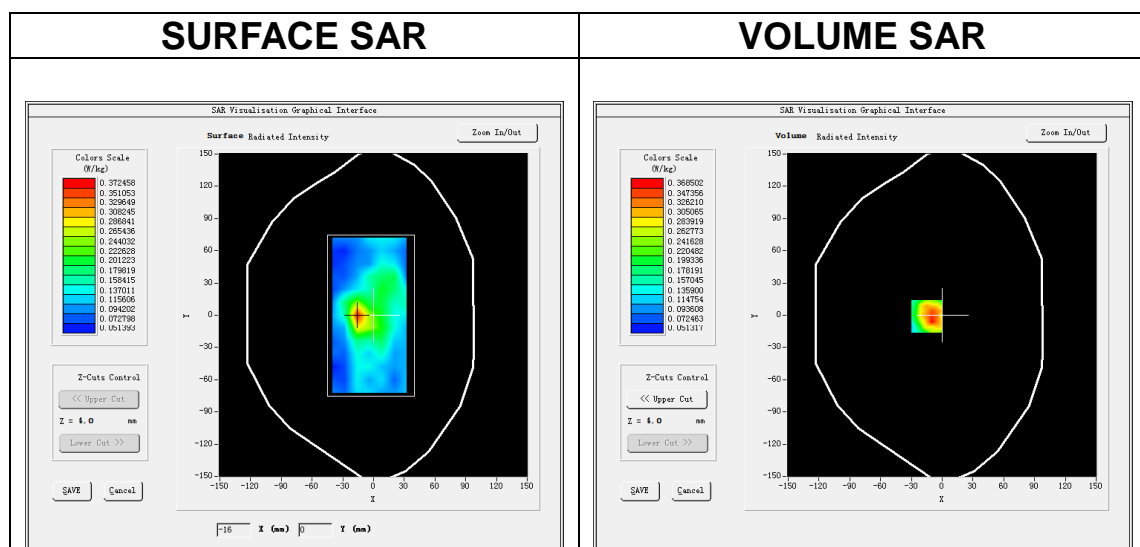 SURFACE SAR
VOLUME SAR
SAR Visualisation Graphical Interface
Surface Radiated Intensity
Zoom In/Out
Colors Scale
(W/kg)
0.372458
0.351053
0.329649
0.308245
0.286841
0.265436
0.244032
0.222628
0.201223
0.179819
0.158415
0.137011
0.115606
0.094202
0.072798
0.051393
150
120
90
60
30
0
-30
-60
-90
-120
-150
Y
-150 -120 -90 -60 -30 0 30 60 90 120 150
X
Z-Cuts Control
<< Upper Cut
Z = 4.0 mm
Lower Cut >>
SAVE Cancel
-16 X (mm) 0 Y (mm)
SAR Visualisation Graphical Interface
Volume Radiated Intensity
Zoom In/Out
Colors Scale
(W/kg)
0.368502
0.347356
0.326210
0.305065
0.283919
0.262773
0.241628
0.220482
0.199336
0.178191
0.157045
0.135900
0.114754
0.093608
0.072463
0.051317
150
120
90
60
30
0
-30
-60
-90
-120
-150
Y
-150 -120 -90 -60 -30 0 30 60 90 120 150
X
Z-Cuts Control
<< Upper Cut
Z = 4.0 mm
Lower Cut >>
SAVE Cancel